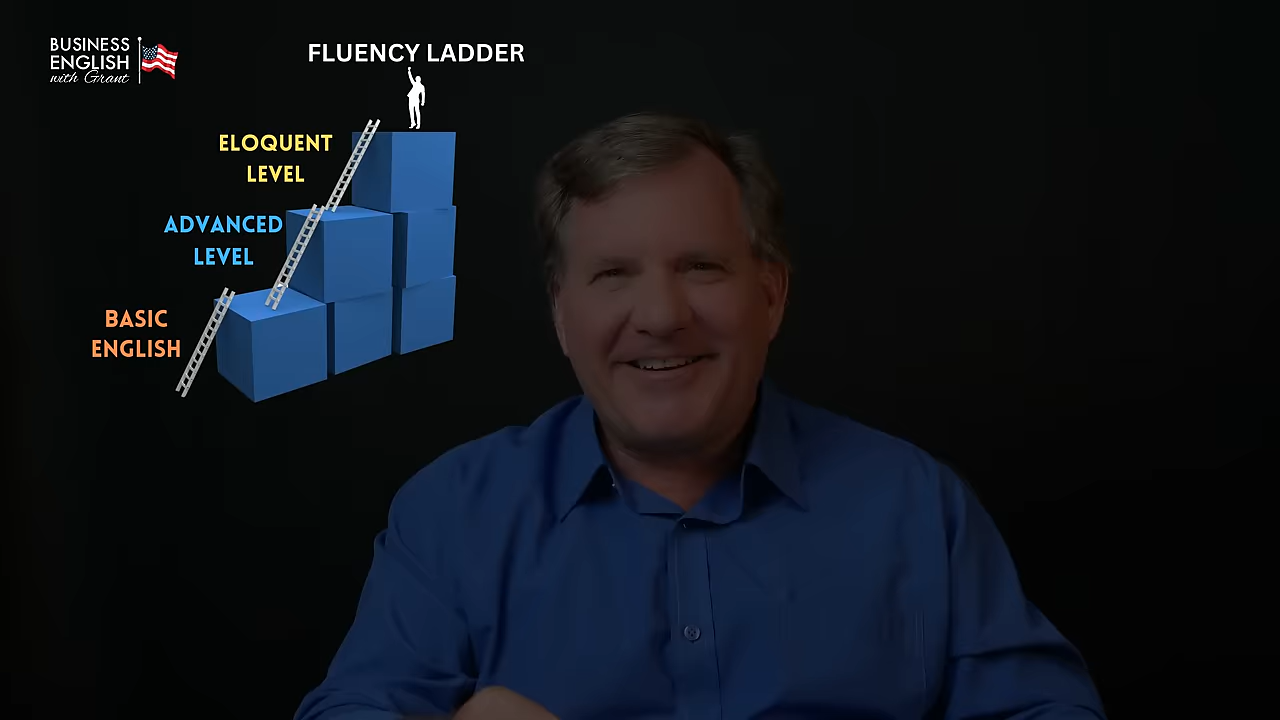 BUSINESS
ENGLISH
with Grant
FLUENCY LADDER
ELOQUENT
LEVEL
ADVANCED
LEVEL
BASIC
ENGLISH